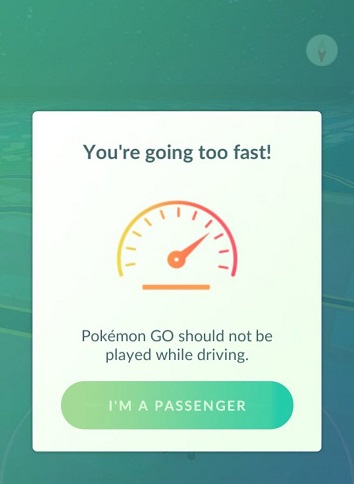 You're going too fast!
Pokémon GO should not be
played while driving.
I'M A PASSENGER